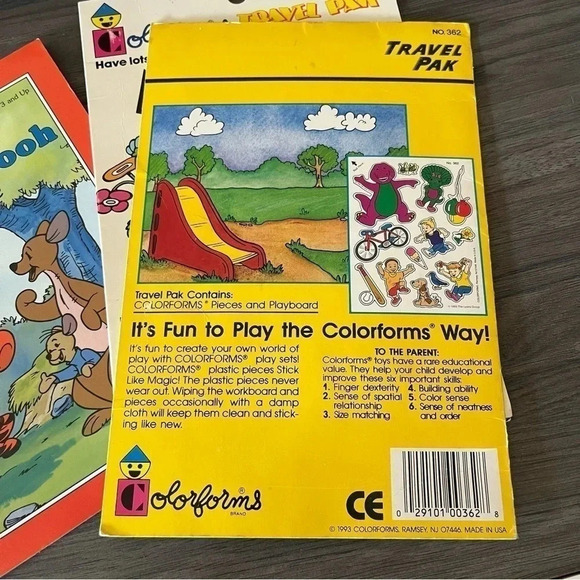 3 and Up
ooh
Colorforms TRAVEL PAK
Have lots
NO. 362
TRAVEL
PAK
Travel Pak Contains:
COLORFORMS® Pieces and Playboard
It's Fun to Play the Colorforms® Way!
It's fun to create your own world of
play with COLORFORMS® play sets!
COLORFORMS® plastic pieces Stick
Like Magic! The plastic pieces never
wear out. Wiping the workboard and
pieces occasionally with a damp
cloth will keep them clean and stick-
ing like new.
TO THE PARENT:
Colorforms® toys have a rare educational
value. They help your child develop and
improve these six important skills:
1. Finger dexterity 4. Building ability
2. Sense of spatial 5. Color sense
relationship 6. Sense of neatness
3. Size matching and order
Colorforms®
BRAND
CE
0 29101 00362 8
© 1993 COLORFORMS, RAMSEY, NJ 07446. MADE IN USA